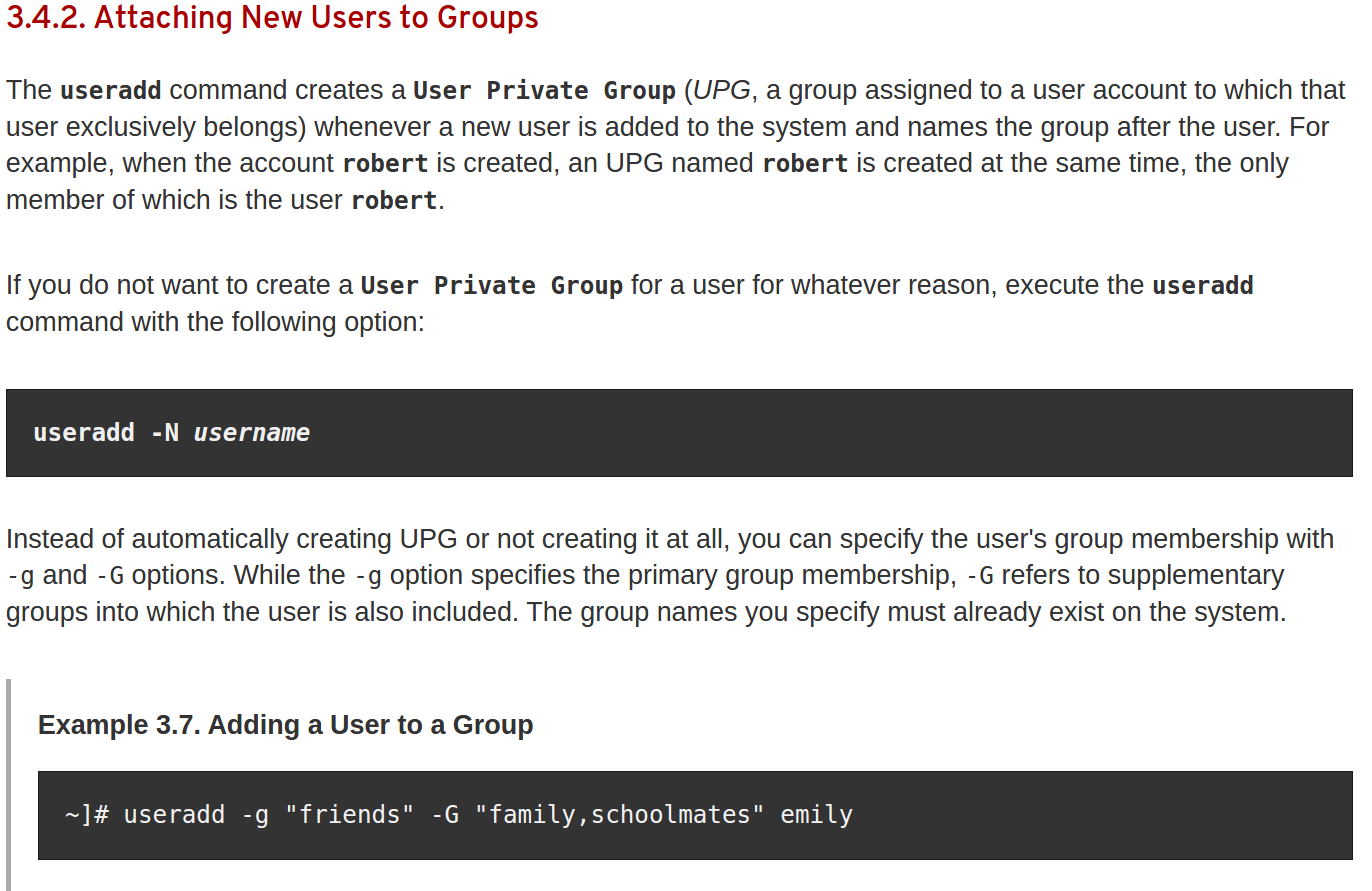 3.4.2. Attaching New Users to Groups
The useradd command creates a User Private Group (UPG, a group assigned to a user account to which that
user exclusively belongs) whenever a new user is added to the system and names the group after the user. For
example, when the account robert is created, an UPG named robert is created at the same time, the only
member of which is the user robert.
If you do not want to create a User Private Group for a user for whatever reason, execute the useradd
command with the following option:
useradd -N username
Instead of automatically creating UPG or not creating it at all, you can specify the user's group membership with
-g and -G options. While the -g option specifies the primary group membership, -G refers to supplementary
groups into which the user is also included. The group names you specify must already exist on the system.
Example 3.7. Adding a User to a Group
~]# useradd -g "friends" -G "family,schoolmates" emily